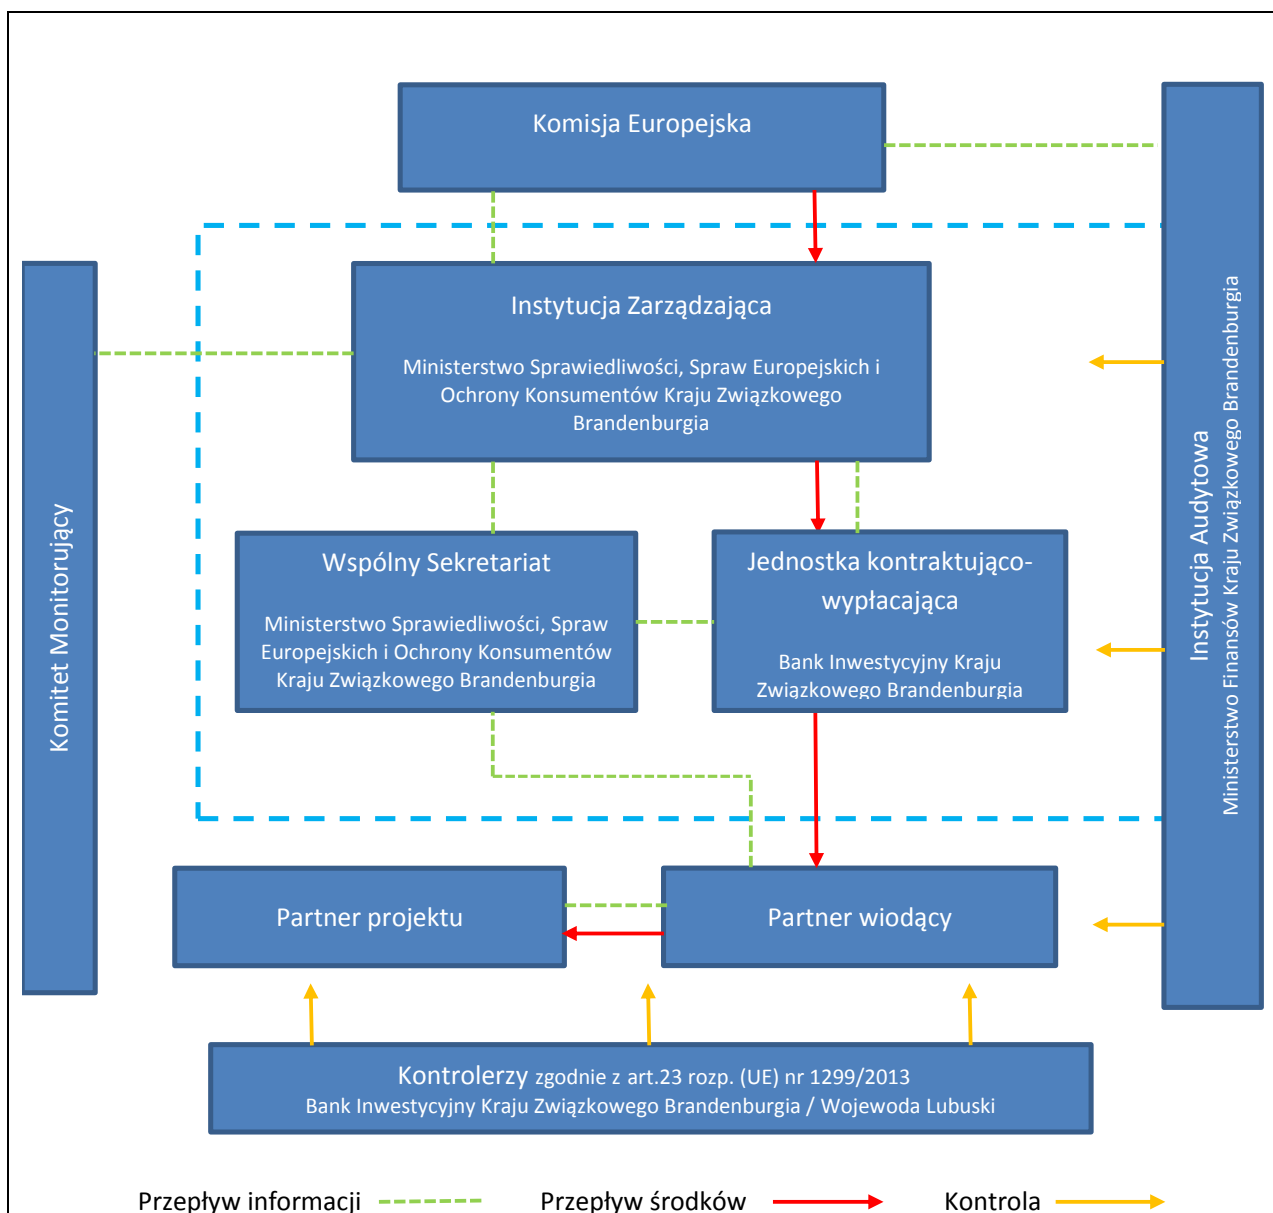 Komisja Europejska
Instytucja Zarządzająca
Ministerstwo Sprawiedliwości, Spraw Europejskich i
Ochrony Konsumentów Kraju Związkowego
Brandenburgia
Komitet Monitorujący
Wspólny Sekretariat
Ministerstwo Sprawiedliwości, Spraw
Europejskich i Ochrony Konsumentów
Kraju Związkowego Brandenburgia
Jednostka kontraktująco-
wypłacająca
Bank Inwestycyjny Kraju
Związkowego Brandenburgia
Instytucja Audytowa
Ministerstwo Finansów Kraju Związkowego Brandenburgia
Partner projektu
Partner wiodący
Kontrolerzy zgodnie z art.23 rozp. (UE) nr 1299/2013
Bank Inwestycyjny Kraju Związkowego Brandenburgia / Wojewoda Lubuski
Przepływ informacji
Przepływ środków
Kontrola